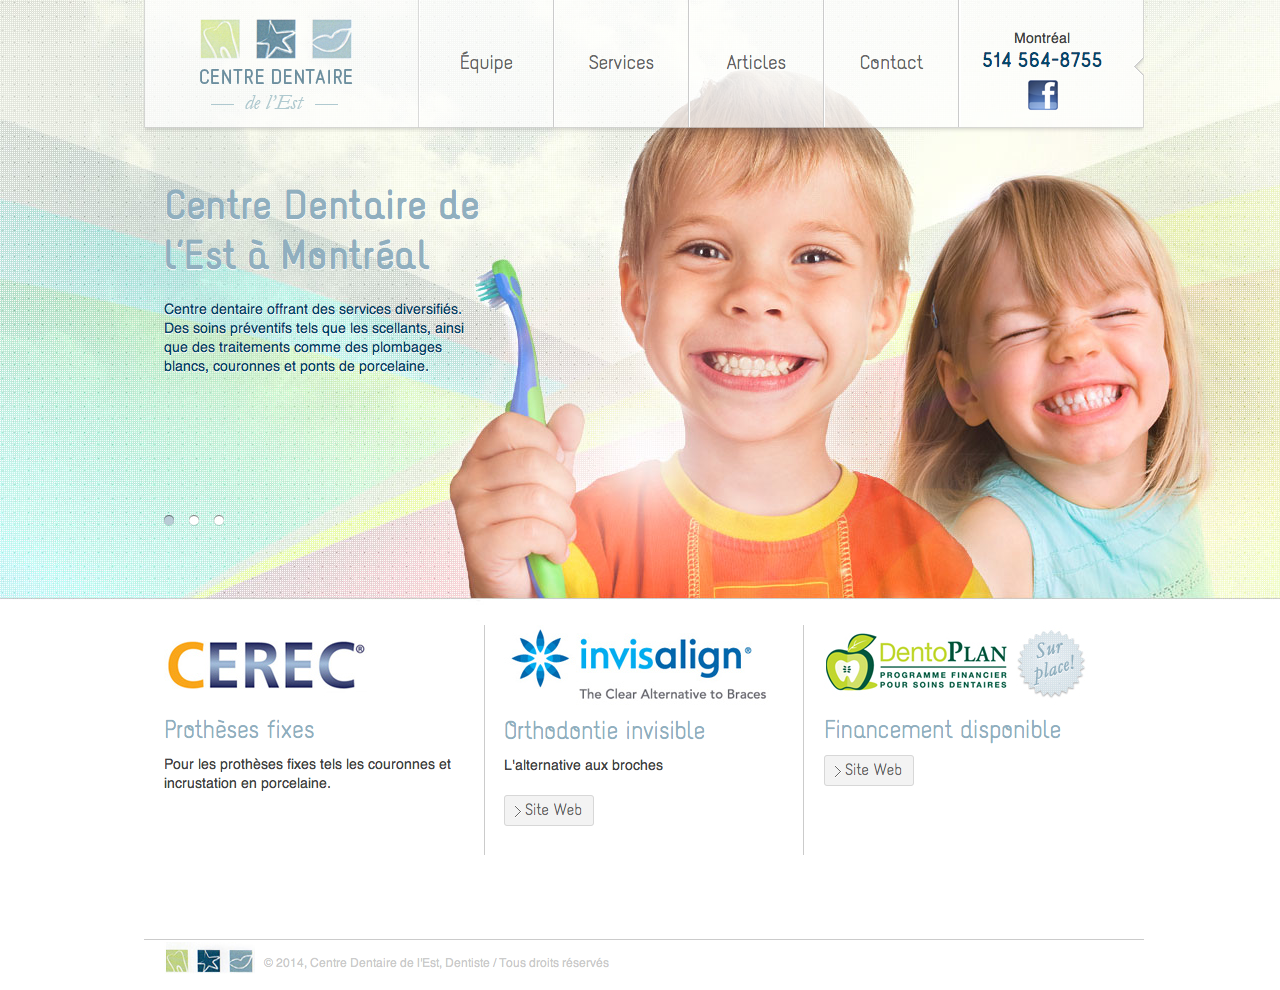 CENTRE DENTAIRE
de l'Est
Équipe
Services
Articles
Contact
Montréal
514 564-8755
Centre Dentaire de
l'Est à Montréal
Centre dentaire offrant des services diversifiés.
Des soins préventifs tels que les scellants, ainsi
que des traitements comme des plombages
blancs, couronnes et ponts de porcelaine.
CEREC®
Prothèses fixes
Pour les prothèses fixes tels les couronnes et
incrustation en porcelaine.
invisalign®
The Clear Alternative to Braces
Orthodontie invisible
L'alternative aux broches
Site Web
DentoPLAN
PROGRAMME FINANCIER
POUR SOINS DENTAIRES
Sur
place!
Financement disponible
Site Web
© 2014, Centre Dentaire de l'Est, Dentiste / Tous droits réservés